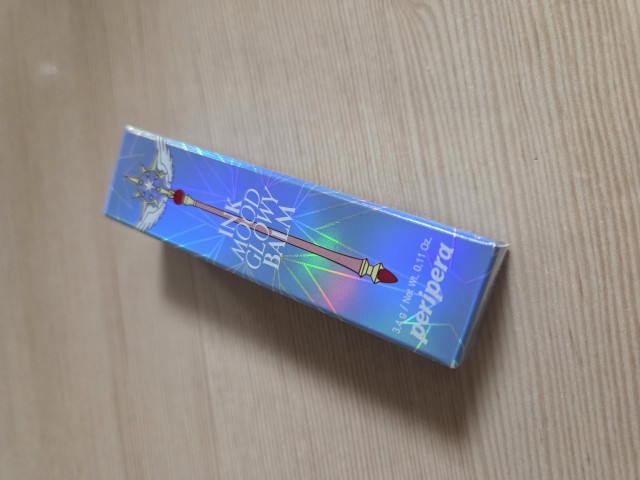 INK
MOOD
GLOWY
BALM
3.4 g / Net Wt. 0.11 Oz.
peripera